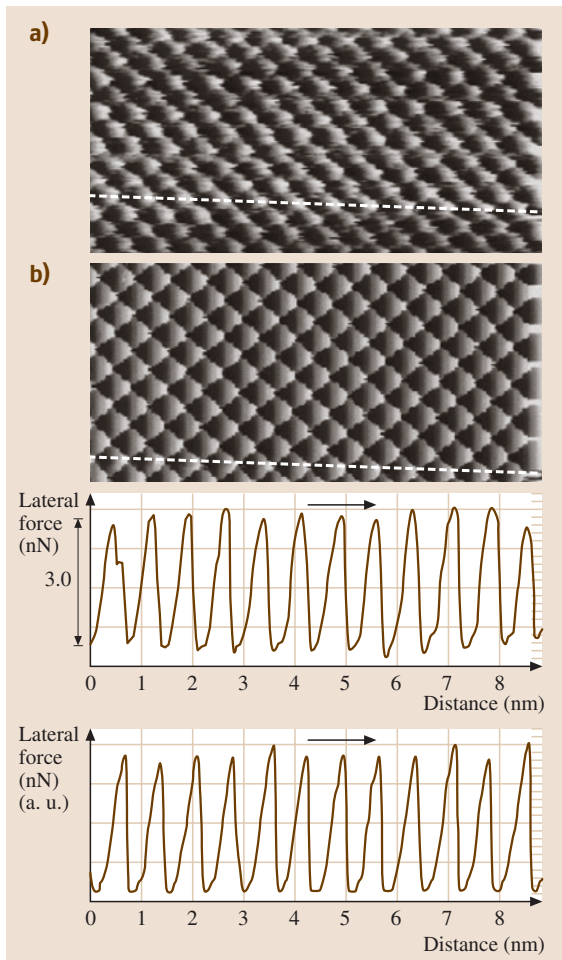 a)
b)
Lateral
force
(nN)
3.0
0 1 2 3 4 5 6 7 8
Distance (nm)
Lateral
force
(nN)
(a. u.)
0 1 2 3 4 5 6 7 8
Distance (nm)